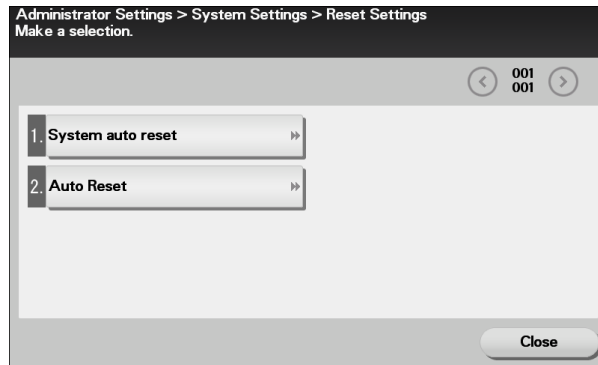 Administrator Settings > System Settings > Reset Settings
Make a selection.
001
001
1. System auto reset
2. Auto Reset
Close